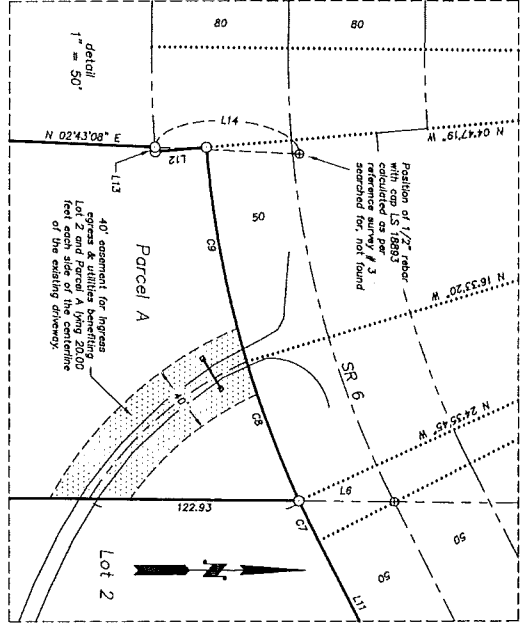 80
80
detail
1" = 50'
L14
N 02°43'08" E
L12
L13
N 04°47'19" W
Position of 1/2" rebar
with cap LS 18893
calculated as per
reference survey # 3
searched for, not found
50
C9
Parcel A
40' easement for ingress
egress & utilities benefiting
Lot 2 and Parcel A lying 20.00
feet each side of the centerline
of the existing driveway.
N 16°33'20" W
SR 6
40'
C8
N 24°35'45" W
L6
122.93
C7
50
50
L11
Lot 2
N